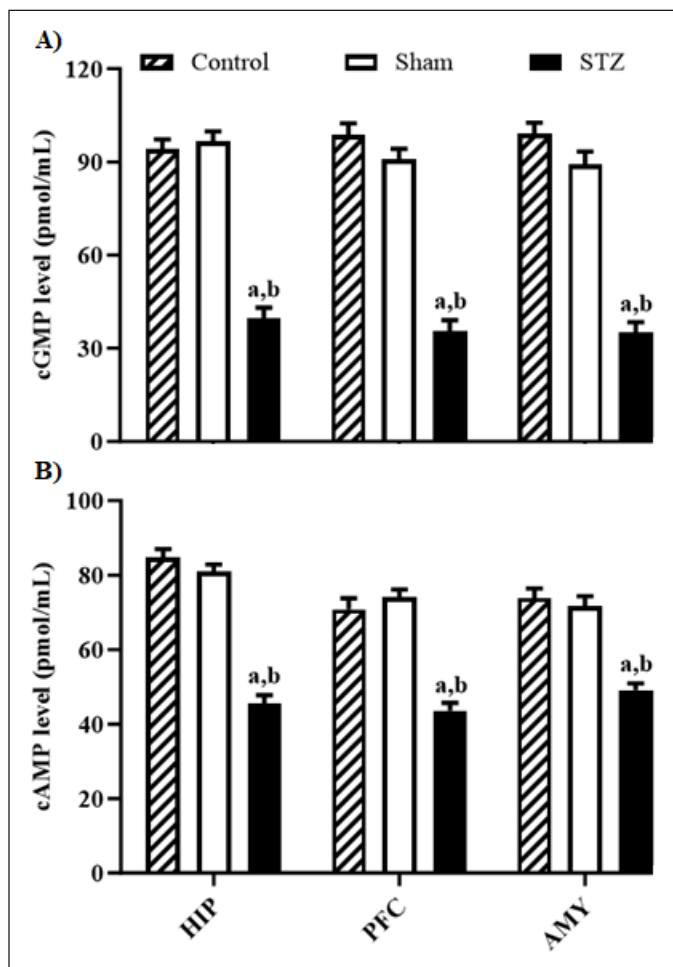 A)
Control Sham STZ
120
90
60
30
0
cGMP level (pmol/mL)
a,b a,b a,b
B)
100
80
60
40
20
0
cAMP level (pmol/mL)
a,b a,b a,b
HIP PFC AMY